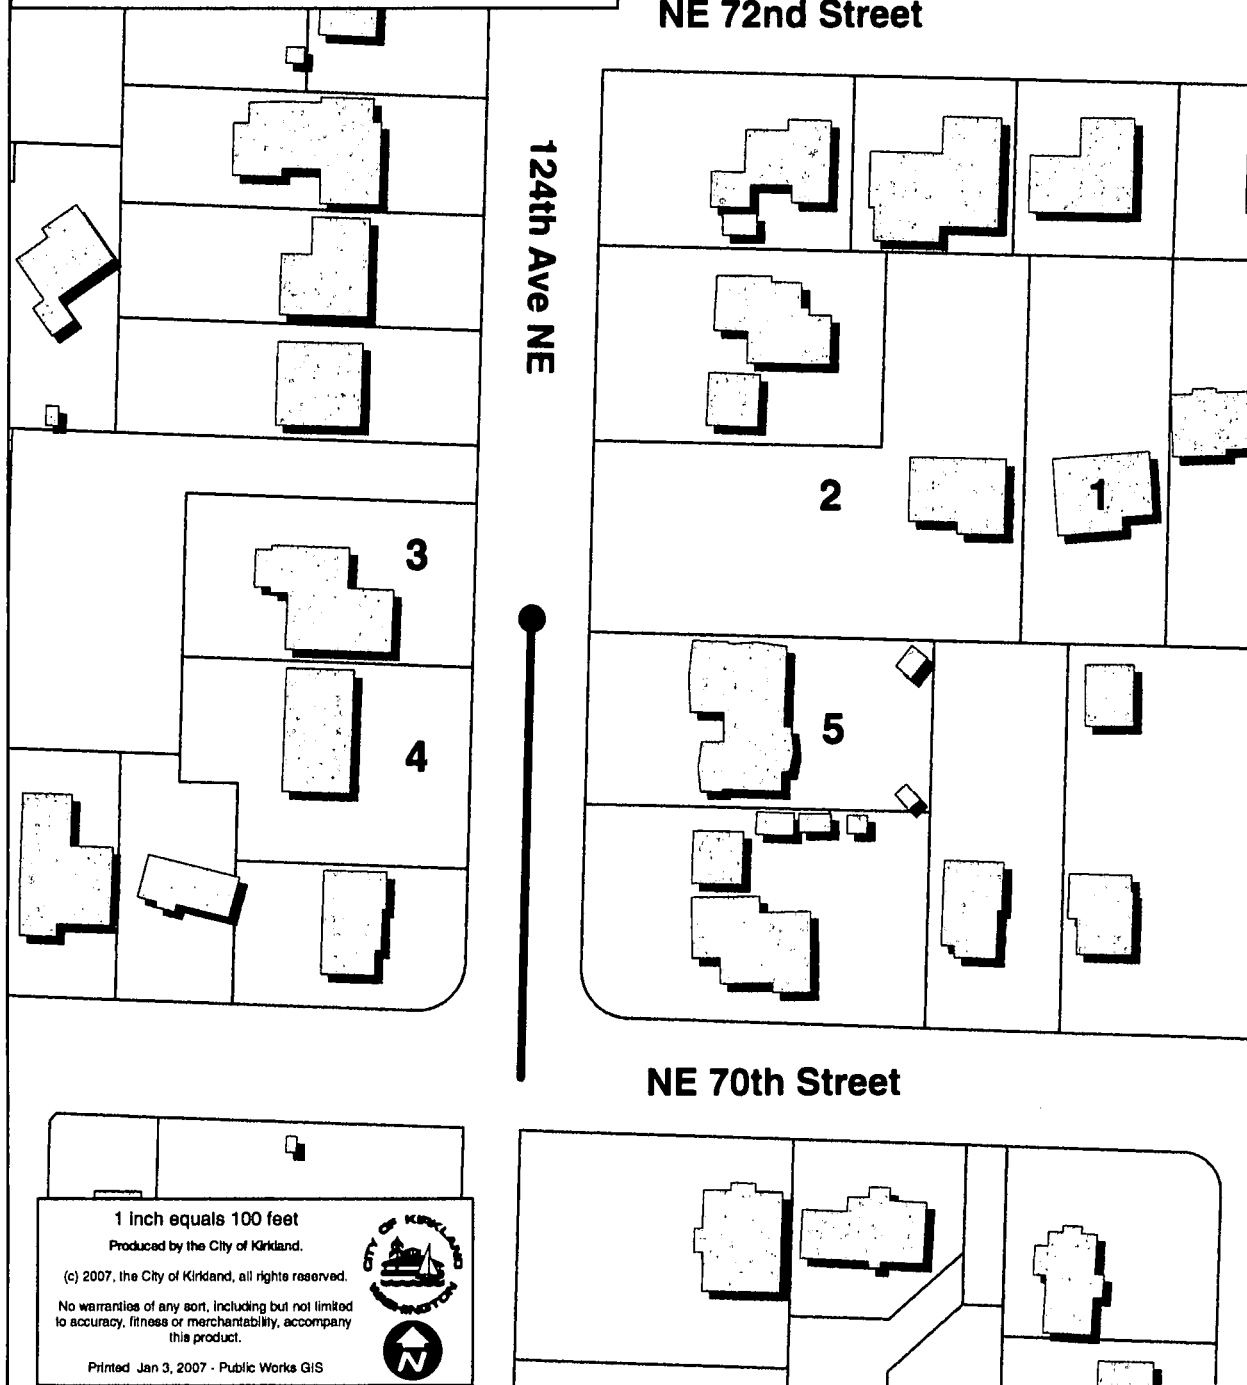 NE 72nd Street
124th Ave NE
2
1
3
5
4
NE 70th Street
1 inch equals 100 feet
Produced by the City of Kirkland.
(c) 2007, the City of Kirkland, all rights reserved.
No warranties of any sort, including but not limited
to accuracy, fitness or merchantability, accompany
this product.
Printed Jan 3, 2007 - Public Works GIS
CITY OF KIRKLAND
WASHINGTON
N